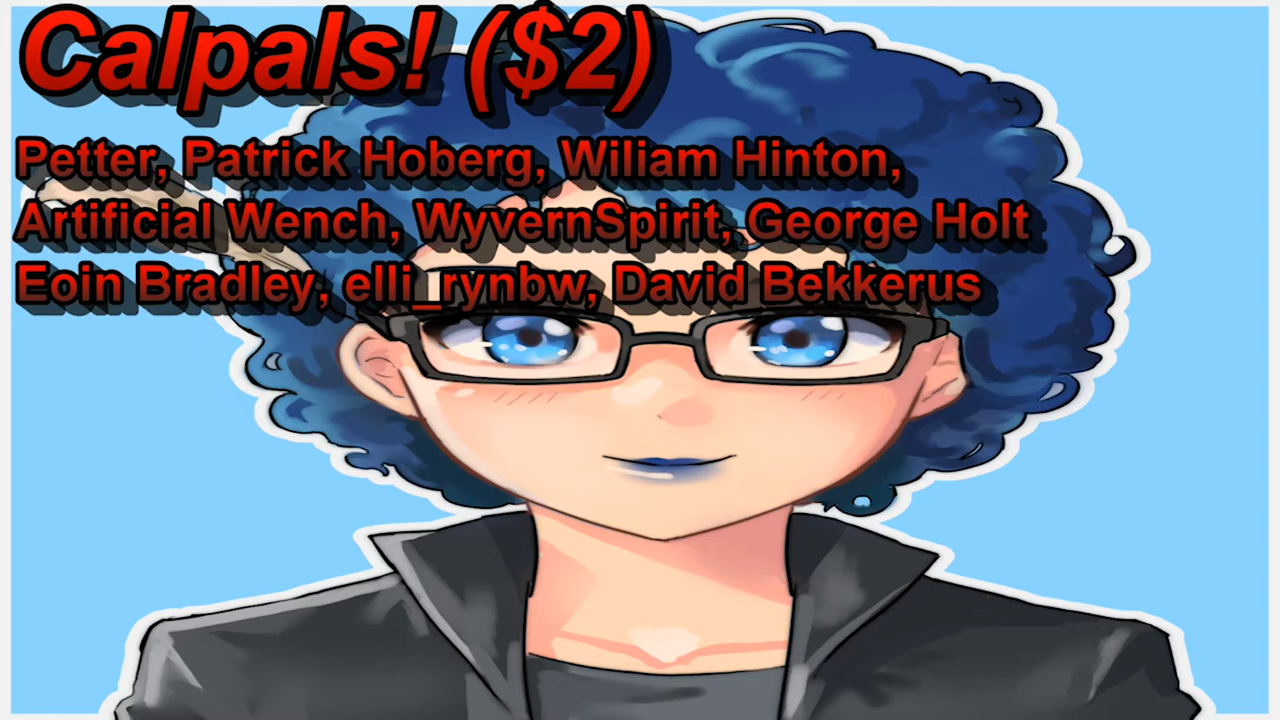 Calpals! ($2)
Petter, Patrick Hoberg, Wiliam Hinton,
Artificial Wench, WyvernSpirit, George Holt
Eoin Bradley, elli_rynbw, David Bekkerus